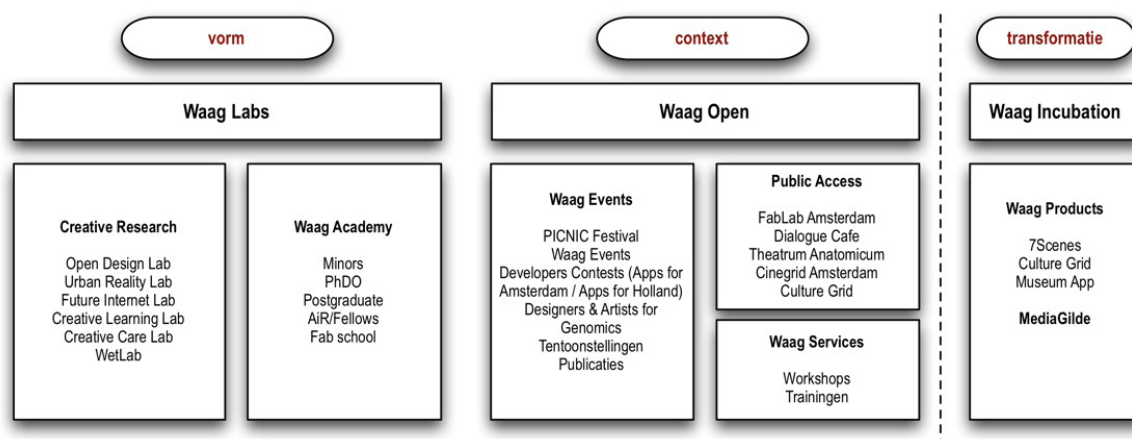 vorm
context
transformatie
Waag Labs
Waag Open
Waag Incubation
Creative Research
Open Design Lab
Urban Reality Lab
Future Internet Lab
Creative Learning Lab
Creative Care Lab
WetLab
Waag Academy
Minors
PhDO
Postgraduate
AiR/Fellows
Fab school
Waag Events
PICNIC Festival
Waag Events
Developers Contests (Apps for
Amsterdam / Apps for Holland)
Designers & Artists for
Genomics
Tentoonstellingen
Publicaties
Public Access
FabLab Amsterdam
Dialogue Cafe
Theatrum Anatomicum
Cinegrid Amsterdam
Culture Grid
Waag Services
Workshops
Trainingen
Waag Products
7Scenes
Culture Grid
Museum App
MediaGilde